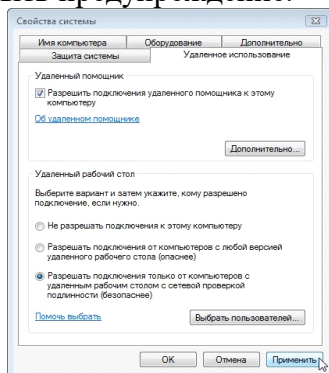 предупреждение.
Свойства системы
Имя компьютера Оборудование Дополнительно
Защита системы Удаленное использование
Удаленный помощник
Разрешить подключения удаленного помощника к этому
компьютеру
Об удаленном помощнике
Дополнительно...
Удаленный рабочий стол
Выберите вариант и затем укажите, кому разрешено
подключение, если нужно.
Не разрешать подключения к этому компьютеру
Разрешать подключения от компьютеров с любой версией
удаленного рабочего стола (опаснее)
Разрешать подключения только от компьютеров с
удаленным рабочим столом с сетевой проверкой
подлинности (безопаснее)
Помочь выбрать
Выбрать пользователей...
ОК Отмена Применить